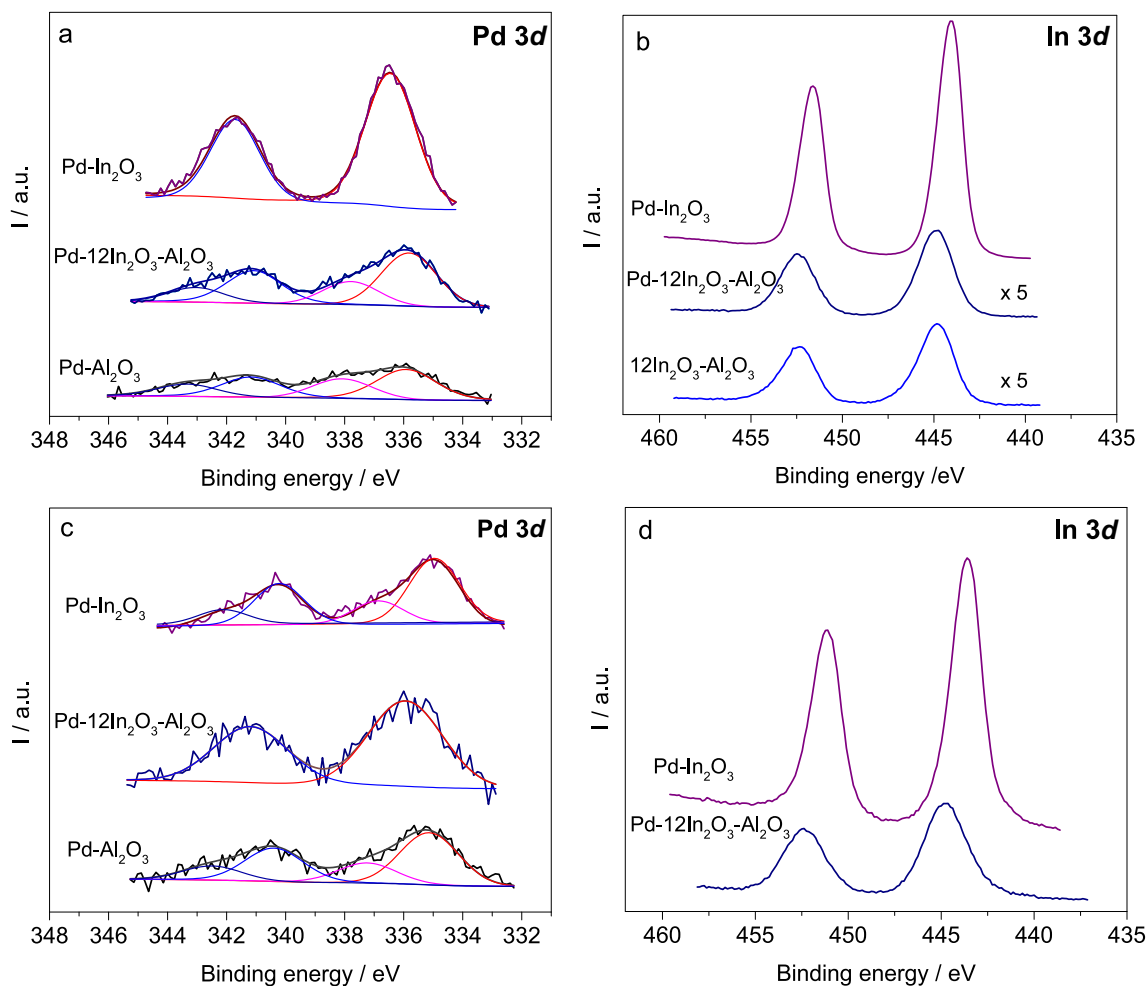 a
Pd 3d
Pd-In₂O₃
Pd-12In₂O₃-Al₂O₃
Pd-Al₂O₃
I / a.u.
348 346 344 342 340 338 336 334 332
Binding energy / eV
b
In 3d
Pd-In₂O₃
Pd-12In₂O₃-Al₂O₃
x 5
12In₂O₃-Al₂O₃
x 5
I / a.u.
460 455 450 445 440 435
Binding energy /eV
c
Pd 3d
Pd-In₂O₃
Pd-12In₂O₃-Al₂O₃
Pd-Al₂O₃
I / a.u.
348 346 344 342 340 338 336 334 332
Binding energy / eV
d
In 3d
Pd-In₂O₃
Pd-12In₂O₃-Al₂O₃
I / a.u.
460 455 450 445 440 435
Binding energy / eV